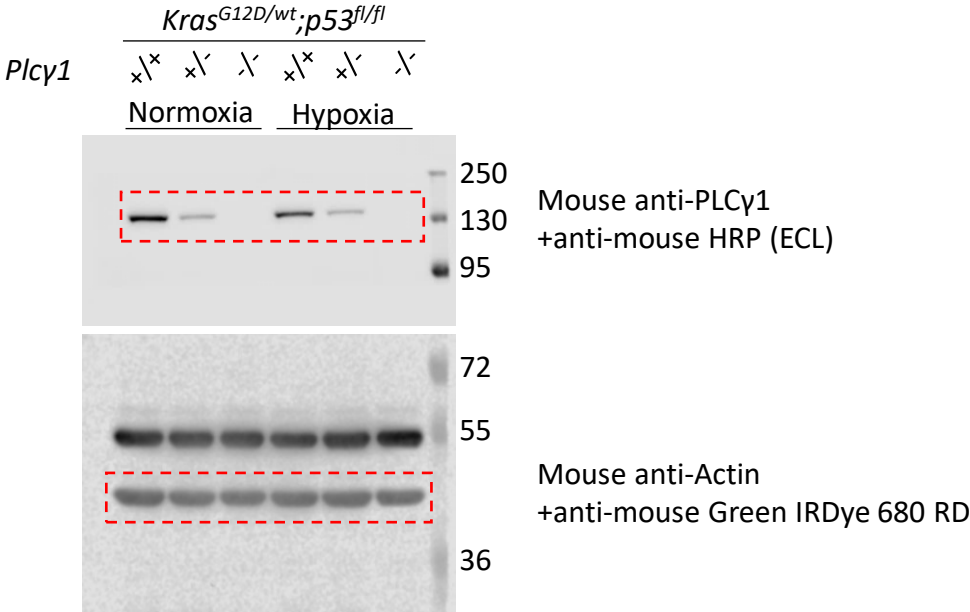 Kras^G12D/wt;p53^fl/fl
Plcγ1 +/+ +/- -/- +/+ +/- -/-
Normoxia Hypoxia
250
Mouse anti-PLCγ1
130
+anti-mouse HRP (ECL)
95
72
55
Mouse anti-Actin
+anti-mouse Green IRDye 680 RD
36